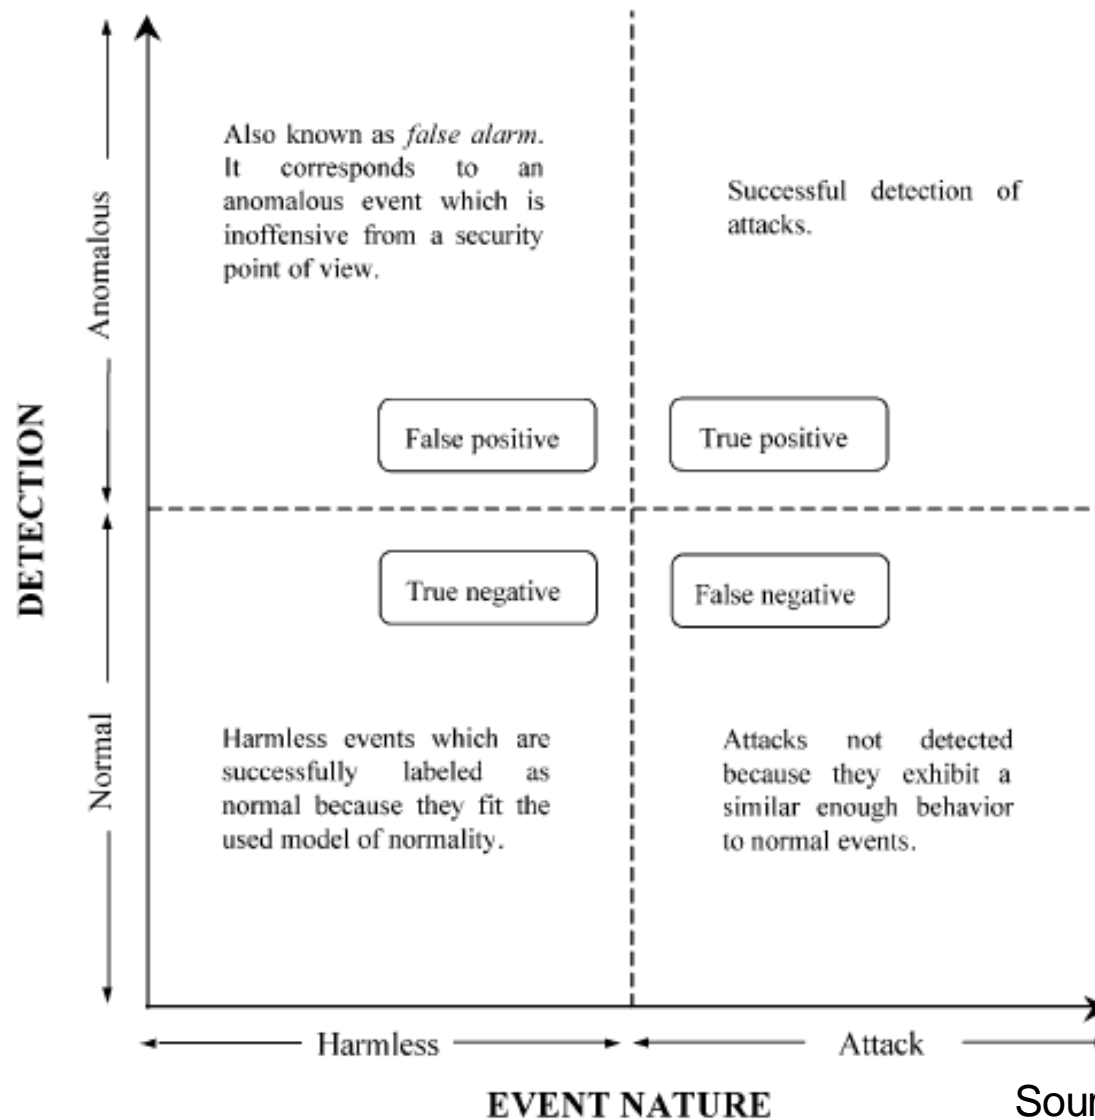 Also known as false alarm.
It corresponds to an
anomalous event which is
inoffensive from a security
point of view.
Successful detection of
attacks.
Anomalous
False positive
True positive
DETECTION
True negative
False negative
Normal
Harmless events which are
successfully labeled as
normal because they fit the
used model of normality.
Attacks not detected
because they exhibit a
similar enough behavior
to normal events.
Harmless
Attack
EVENT NATURE